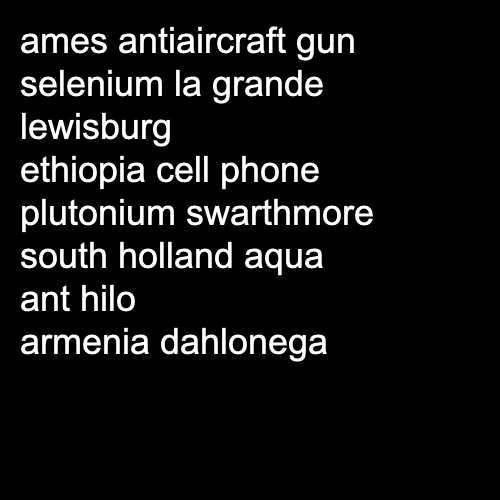 ames antiaircraft gun
selenium la grande
lewisburg
ethiopia cell phone
plutonium swarthmore
south holland aqua
ant hilo
armenia dahlonega